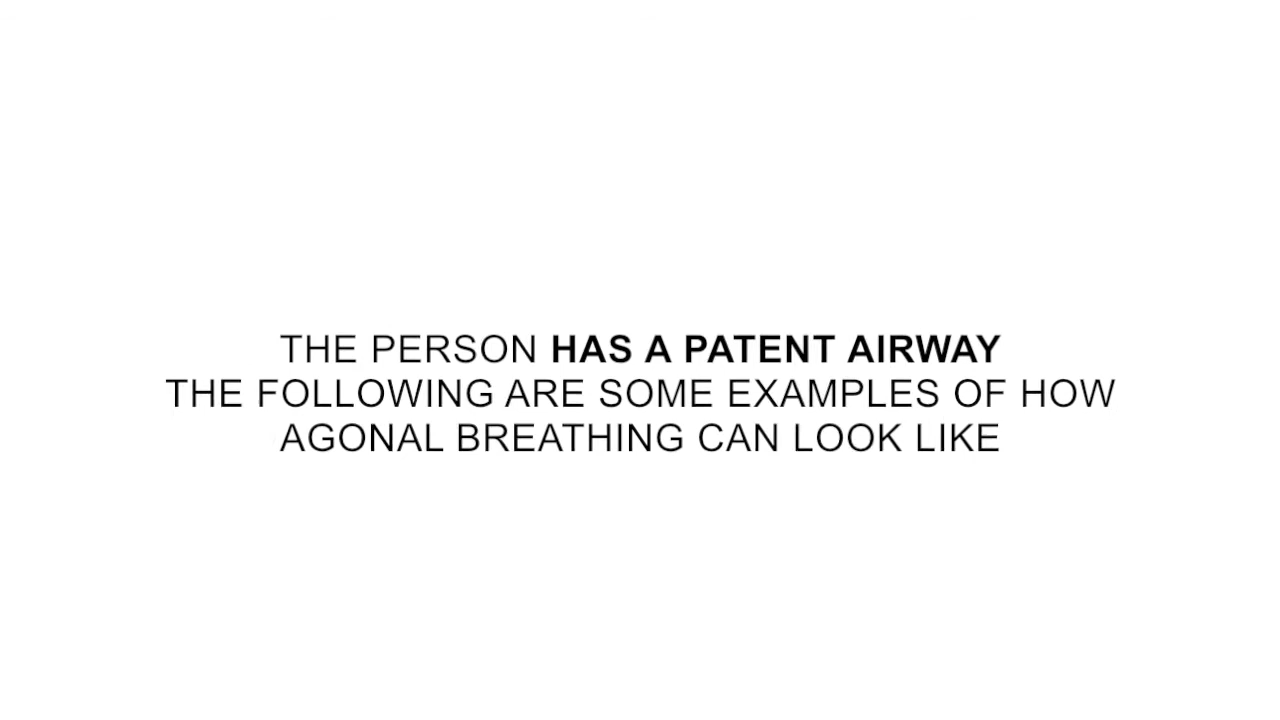 THE PERSON HAS A PATENT AIRWAY
THE FOLLOWING ARE SOME EXAMPLES OF HOW
AGONAL BREATHING CAN LOOK LIKE